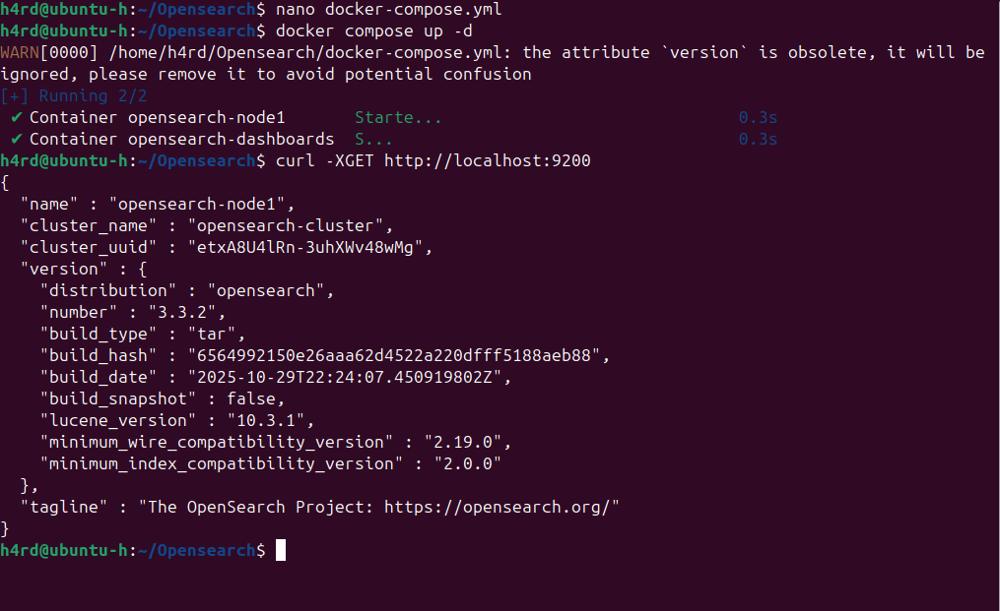 h4rd@ubuntu-h:~/Opensearch$ nano docker-compose.yml
h4rd@ubuntu-h:~/Opensearch$ docker compose up -d
WARN[0000] /home/h4rd/Opensearch/docker-compose.yml: the attribute `version` is obsolete, it will be
ignored, please remove it to avoid potential confusion
[+] Running 2/2
 ✔ Container opensearch-node1       Starte...                              0.3s
 ✔ Container opensearch-dashboards  S...                                   0.3s
h4rd@ubuntu-h:~/Opensearch$ curl -XGET http://localhost:9200
{
  "name" : "opensearch-node1",
  "cluster_name" : "opensearch-cluster",
  "cluster_uuid" : "etxA8U4lRn-3uhXWv48wMg",
  "version" : {
    "distribution" : "opensearch",
    "number" : "3.3.2",
    "build_type" : "tar",
    "build_hash" : "6564992150e26aaa62d4522a220dfff5188aeb88",
    "build_date" : "2025-10-29T22:24:07.450919802Z",
    "build_snapshot" : false,
    "lucene_version" : "10.3.1",
    "minimum_wire_compatibility_version" : "2.19.0",
    "minimum_index_compatibility_version" : "2.0.0"
  },
  "tagline" : "The OpenSearch Project: https://opensearch.org/"
}
h4rd@ubuntu-h:~/Opensearch$